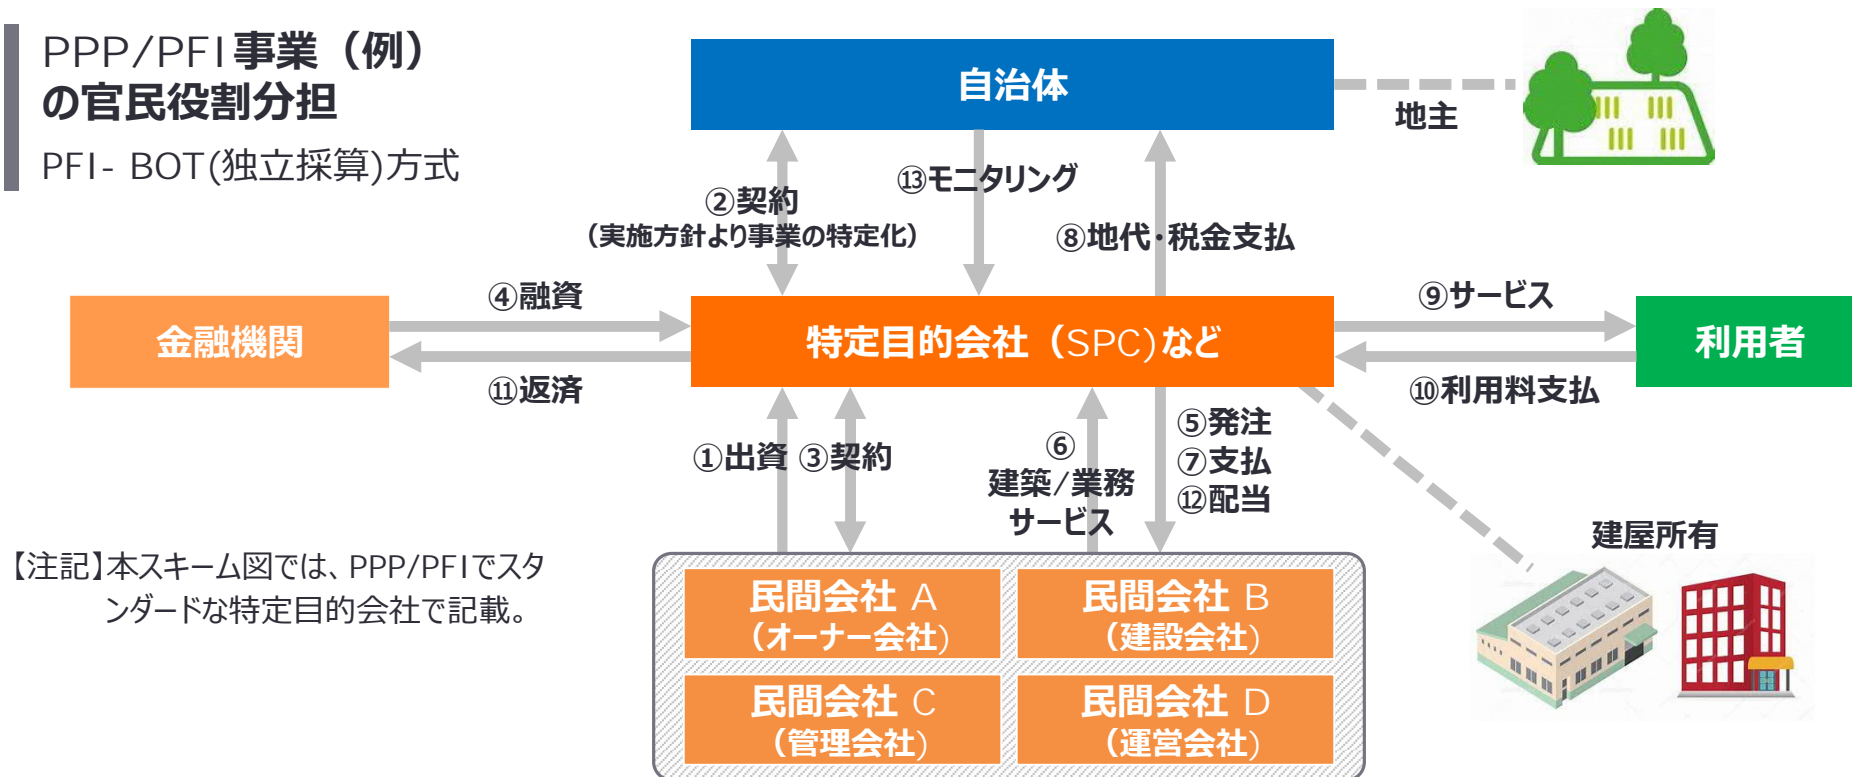 PPP/PFI事業（例）
の官民役割分担
PFI- BOT(独立採算)方式
自治体
地主
②契約
（実施方針より事業の特定化）
⑬モニタリング
⑧地代・税金支払
金融機関
④融資
⑪返済
特定目的会社（SPC)など
⑨サービス
⑩利用料支払
利用者
①出資
③契約
⑥
建築/業務
サービス
⑤発注
⑦支払
⑫配当
建屋所有
【注記】本スキーム図では、PPP/PFIでスタ
ンダードな特定目的会社で記載。
民間会社 A
（オーナー会社)
民間会社 B
（建設会社)
民間会社 C
（管理会社)
民間会社 D
（運営会社)